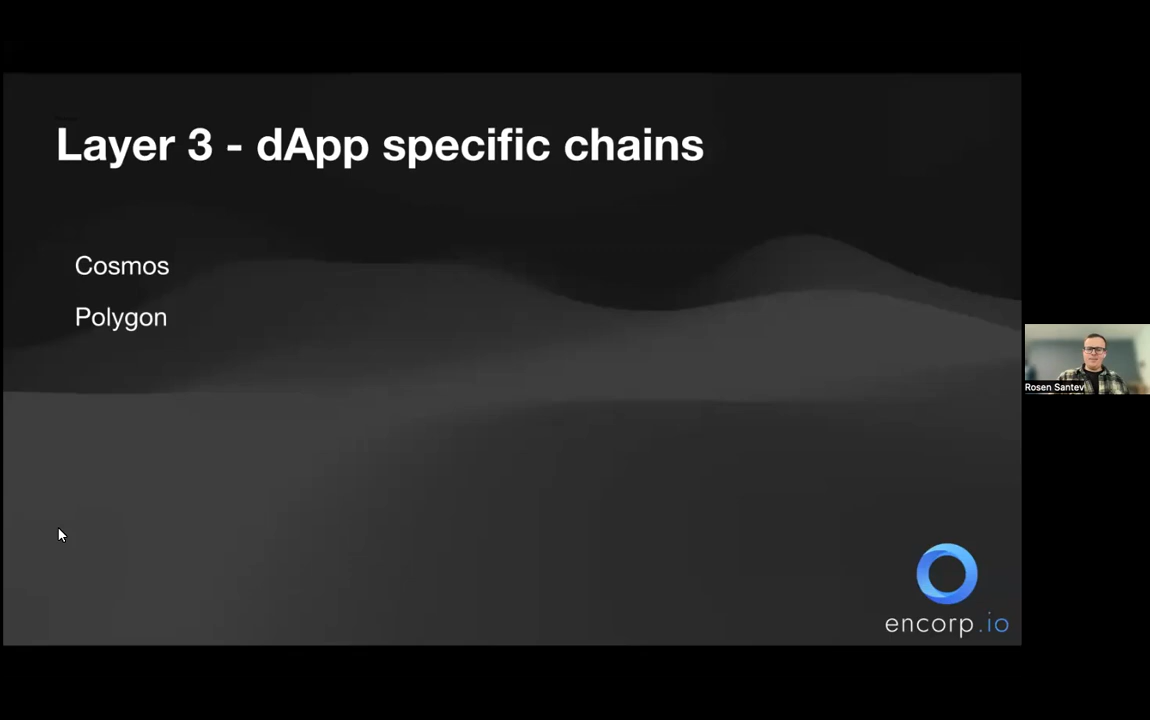 Layer 3 - dApp specific chains
Cosmos
Polygon
Rosen Santev
encorp.io